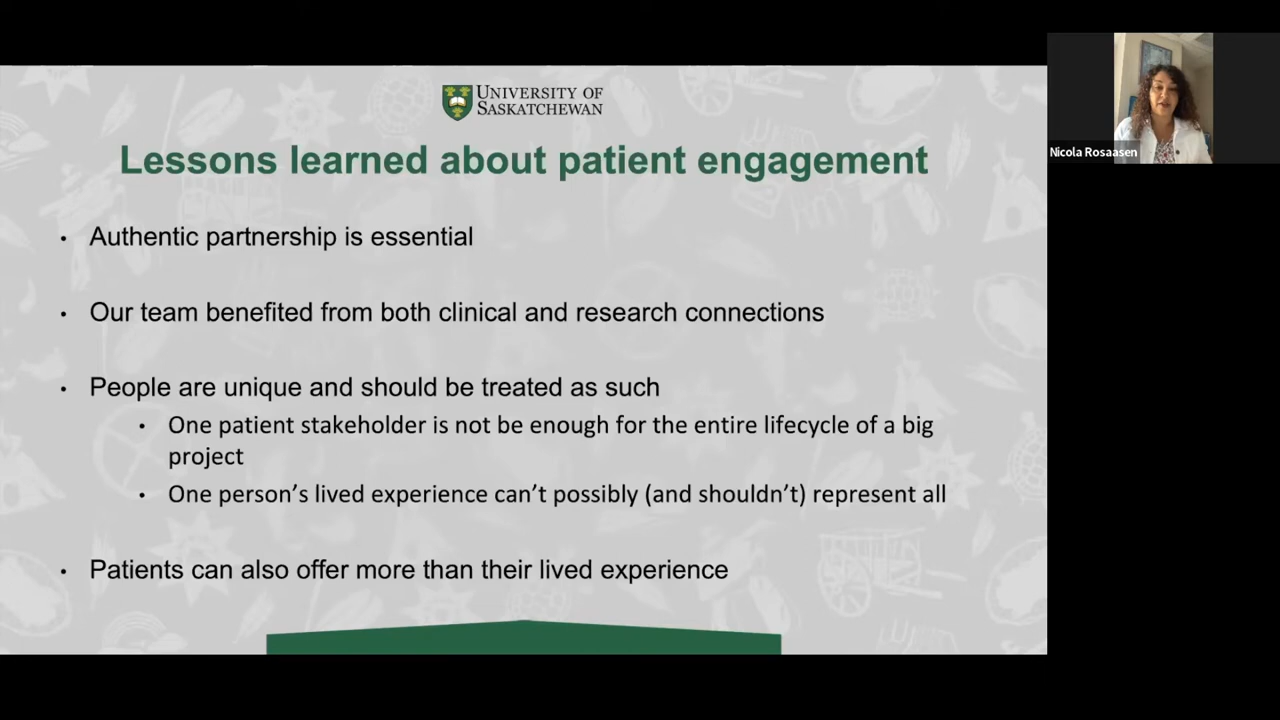 UNIVERSITY OF
SASKATCHEWAN
Lessons learned about patient engagement
• Authentic partnership is essential
• Our team benefited from both clinical and research connections
• People are unique and should be treated as such
• One patient stakeholder is not be enough for the entire lifecycle of a big
project
• One person’s lived experience can’t possibly (and shouldn’t) represent all
• Patients can also offer more than their lived experience
Nicola Rosaasen